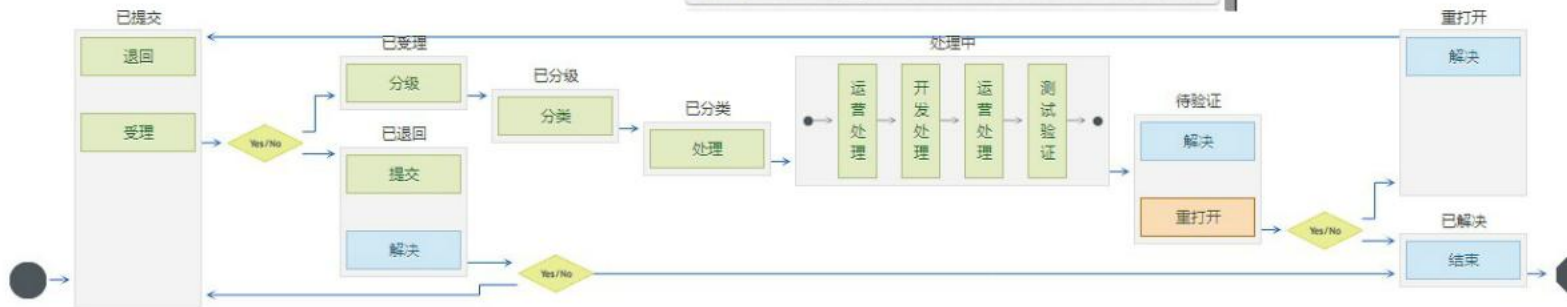 已提交
退回
受理
Yes/No
已受理
分级
已退回
提交
解决
Yes/No
已分级
分类
已分类
处理
处理中
运营处理
开发处理
运营处理
测试验证
待验证
解决
重打开
Yes/No
重打开
解决
已解决
结束